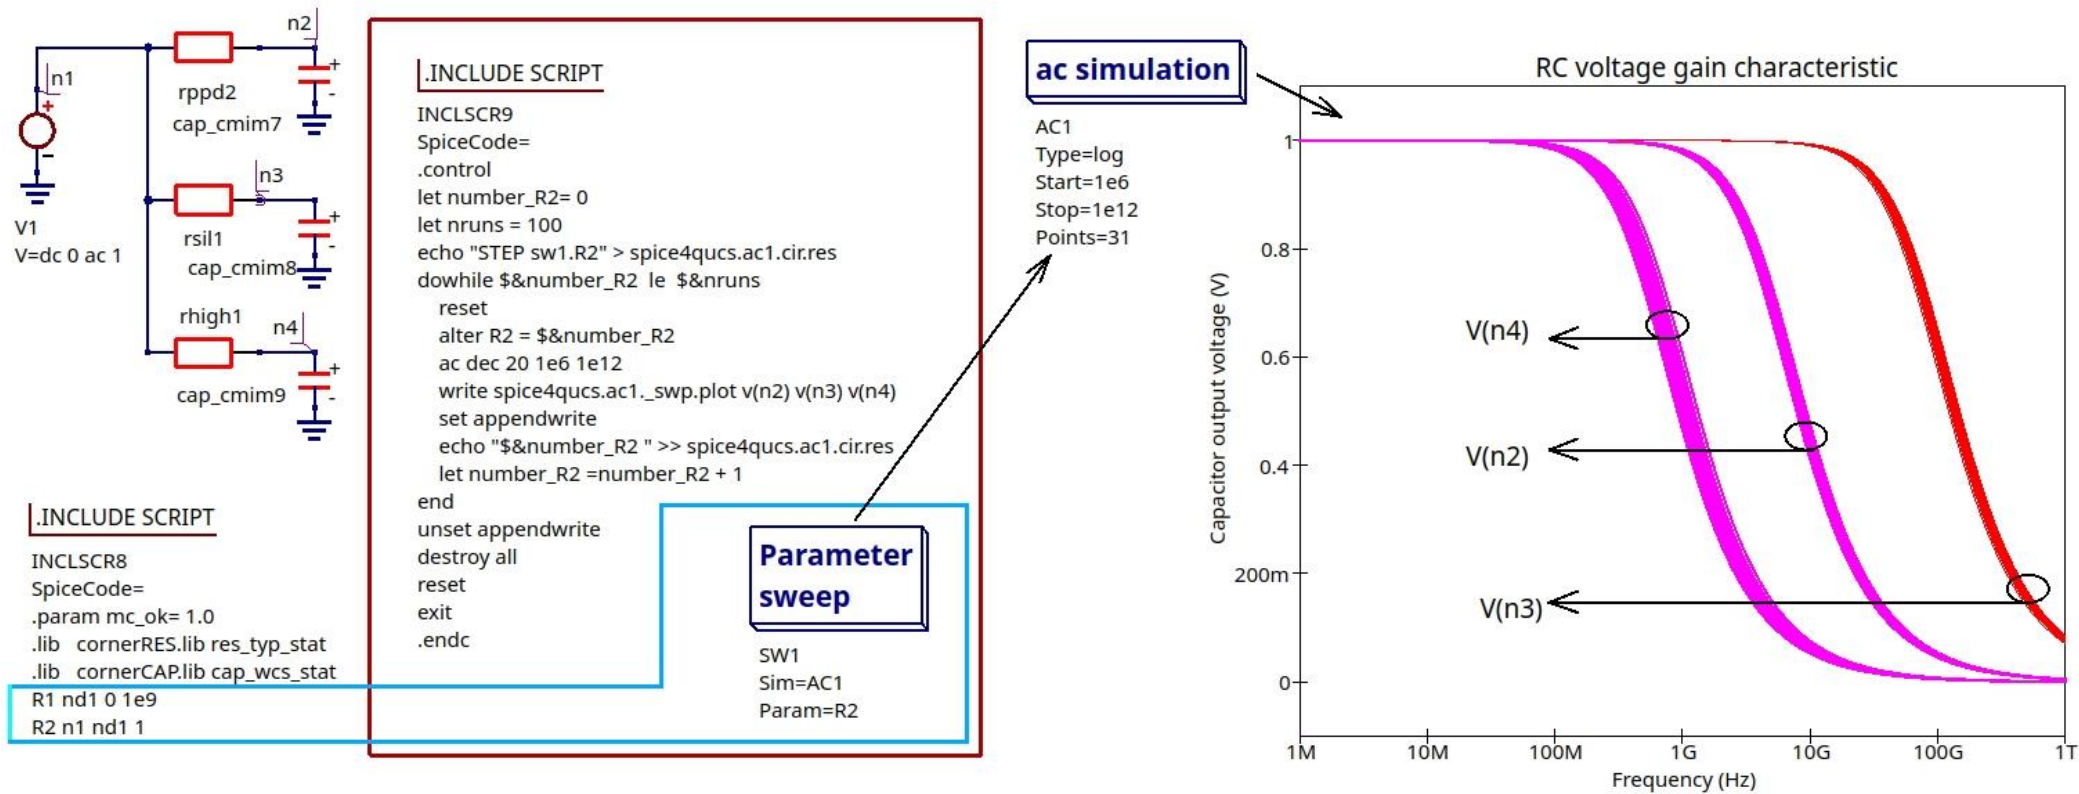 n2
n1
+
-
+
-
rppd2
cap_cmim7
n3
+
-
V1
V=dc 0 ac 1
rsil1
cap_cmim8
rhigh1
n4
+
-
cap_cmim9
.INCLUDE SCRIPT
INCLSCR8
SpiceCode=
.param mc_ok= 1.0
.lib cornerRES.lib res_typ_stat
.lib cornerCAP.lib cap_wcs_stat
R1 nd1 0 1e9
R2 n1 nd1 1
.INCLUDE SCRIPT
INCLSCR9
SpiceCode=
.control
let number_R2= 0
let nruns = 100
echo "STEP sw1.R2" > spice4qucs.ac1.cir.res
dowhile $&number_R2 le $&nruns
reset
alter R2 = $&number_R2
ac dec 20 1e6 1e12
write spice4qucs.ac1._swp.plot v(n2) v(n3) v(n4)
set appendwrite
echo "$&number_R2 " >> spice4qucs.ac1.cir.res
let number_R2 =number_R2 + 1
end
unset appendwrite
destroy all
reset
exit
.endc
Parameter
sweep
SW1
Sim=AC1
Param=R2
ac simulation
AC1
Type=log
Start=1e6
Stop=1e12
Points=31
RC voltage gain characteristic
Capacitor output voltage (V)
1
0.8
0.6
0.4
200m
0
V(n4)
V(n2)
V(n3)
1M 10M 100M 1G 10G 100G 1T
Frequency (Hz)